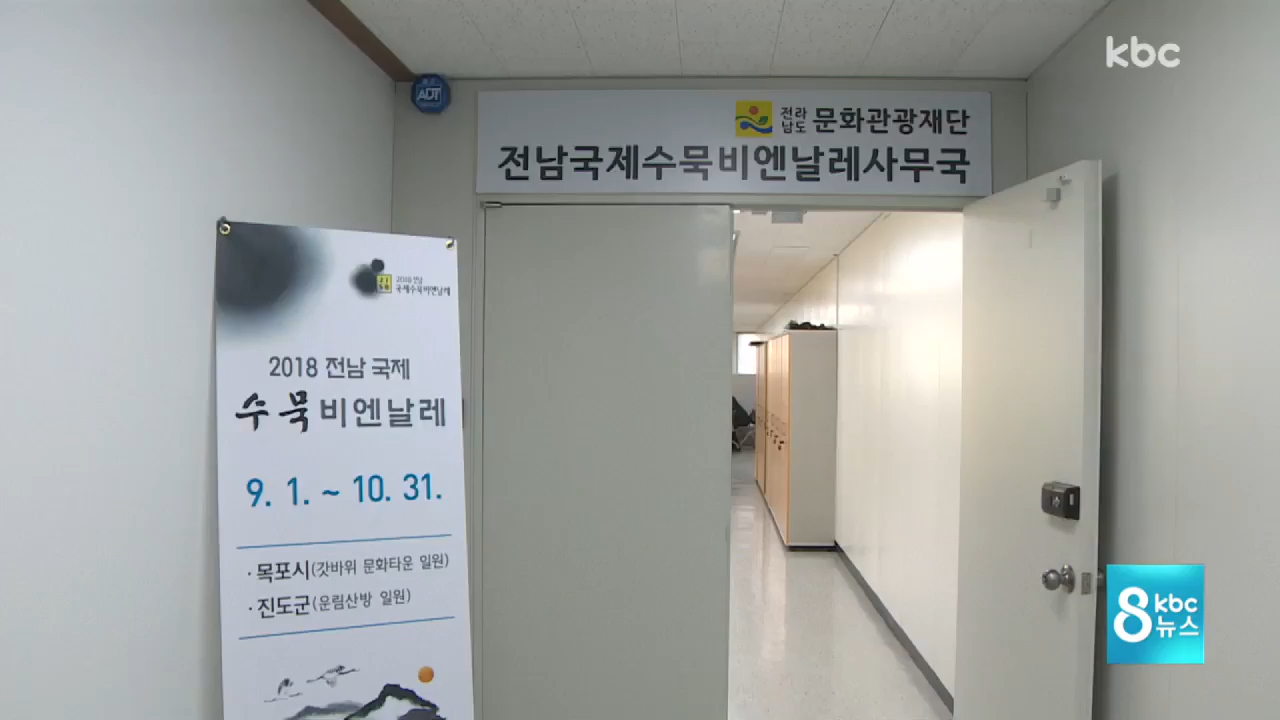 kbc
ADT
전라
남도 문화관광재단
전남국제수묵비엔날레사무국
2018 전남
국제수묵비엔날레
2018 전남 국제
수묵비엔날레
9. 1. ~ 10. 31.
· 목포시(갓바위 문화타운 일원)
· 진도군(운림산방 일원)
8 kbc
뉴스